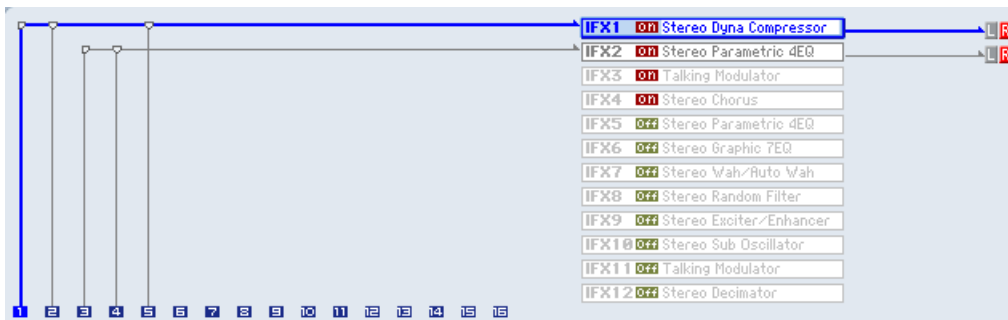 IFX1 On Stereo Dyna Compressor L R
IFX2 On Stereo Parametric 4EQ L R
IFX3 On Talking Modulator
IFX4 On Stereo Chorus
IFX5 Off Stereo Parametric 4EQ
IFX6 Off Stereo Graphic 7EQ
IFX7 Off Stereo Wah/Auto Wah
IFX8 Off Stereo Random Filter
IFX9 Off Stereo Exciter/Enhancer
IFX10 Off Stereo Sub Oscillator
IFX11 Off Talking Modulator
IFX12 Off Stereo Decimator
1 2 3 4 5 6 7 8 9 10 11 12 13 14 15 16